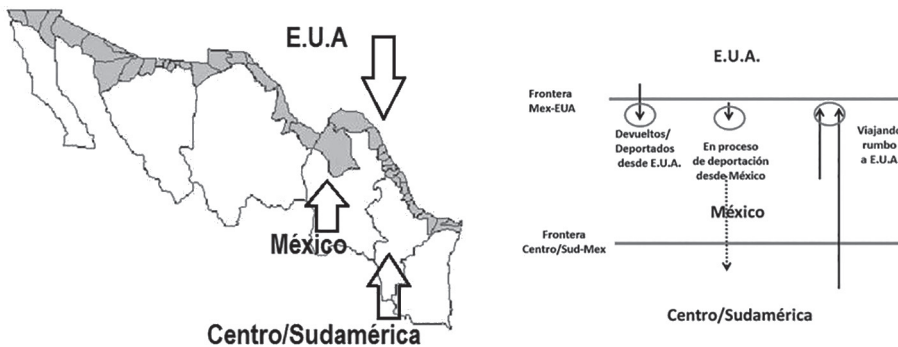 E.U.A
México
Centro/Sudamérica
E.U.A.
Frontera
Mex-EUA
Devueltos/
Deportados
desde E.U.A.
En proceso
de deportación
desde México
Viajando
rumbo
a E.U.A
México
Frontera
Centro/Sud-Mex
Centro/Sudamérica